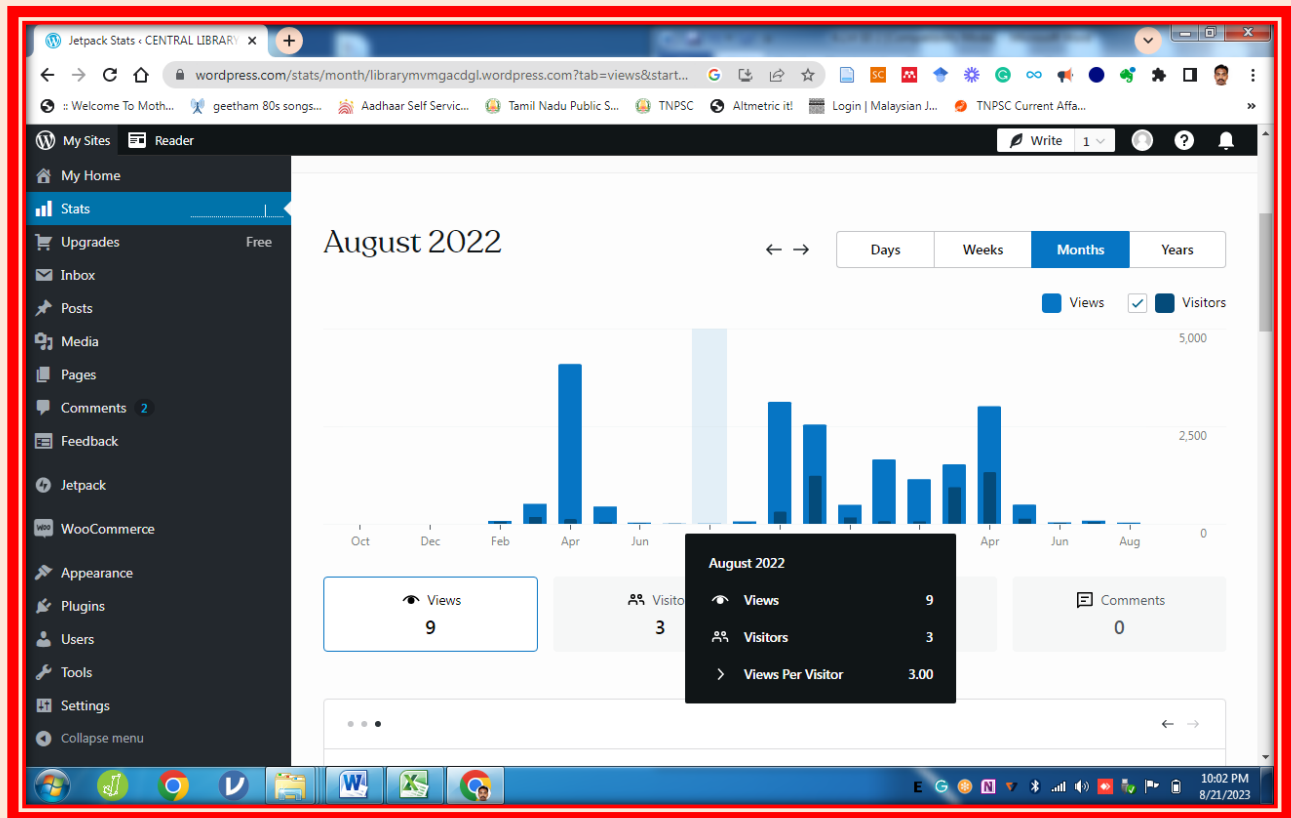 Jetpack Stats ‹ CENTRAL LIBRARY
wordpress.com/stats/month/librarymvmgacdgl.wordpress.com?tab=views&start...
:: Welcome To Moth... geetham 80s songs... Aadhaar Self Servic... Tamil Nadu Public S... TNPSC Altmetric it! Login | Malaysian J... TNPSC Current Affa... »
My Sites Reader Write 1
My Home
Stats
Upgrades Free
Inbox
Posts
Media
Pages
Comments 2
Feedback
Jetpack
WooCommerce
Appearance
Plugins
Users
Tools
Settings
Collapse menu
August 2022
Days Weeks Months Years
Views Visitors
5,000
2,500
0
Oct Dec Feb Apr Jun Apr Jun Aug
Views
9
Visito
3
Comments
0
August 2022
Views 9
Visitors 3
Views Per Visitor 3.00
10:02 PM
8/21/2023